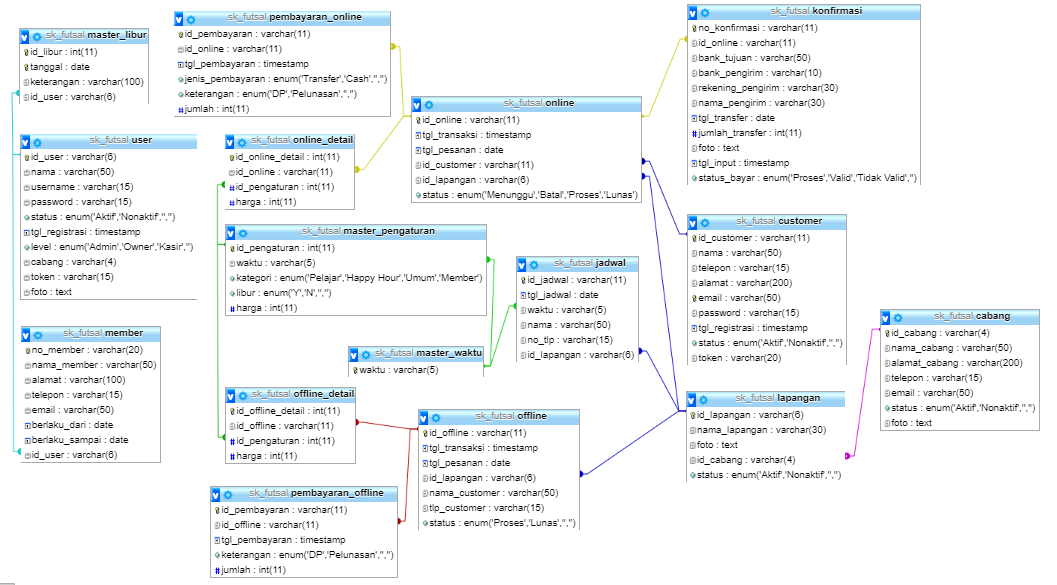 sk_futsal master_libur
id_libur : int(11)
tanggal : date
keterangan : varchar(100)
id_user : varchar(6)
sk_futsal pembayaran_online
id_pembayaran : varchar(11)
id_online : varchar(11)
tgl_pembayaran : timestamp
jenis_pembayaran : enum('Transfer','Cash','','')
keterangan : enum('DP','Pelunasan','','')
jumlah : int(11)
sk_futsal konfirmasi
no_konfirmasi : varchar(11)
id_online : varchar(11)
bank_tujuan : varchar(50)
bank_pengirim : varchar(10)
rekening_pengirim : varchar(30)
nama_pengirim : varchar(30)
tgl_transfer : date
jumlah_transfer : int(11)
foto : text
tgl_input : timestamp
status_bayar : enum('Proses','Valid','Tidak Valid','')
sk_futsal online
id_online : varchar(11)
tgl_transaksi : timestamp
tgl_pesanan : date
id_customer : varchar(11)
id_lapangan : varchar(6)
status : enum('Menunggu','Batal','Proses','Lunas')
sk_futsal user
id_user : varchar(6)
nama : varchar(50)
username : varchar(15)
password : varchar(15)
status : enum('Aktif','Nonaktif','','')
tgl_registrasi : timestamp
level : enum('Admin','Owner','Kasir','')
cabang : varchar(4)
token : varchar(15)
foto : text
sk_futsal online_detail
id_online_detail : int(11)
id_online : varchar(11)
id_pengaturan : int(11)
harga : int(11)
sk_futsal master_pengaturan
id_pengaturan : int(11)
waktu : varchar(5)
kategori : enum('Pelajar','Happy Hour','Umum','Member')
libur : enum('Y','N','','')
harga : int(11)
sk_futsal customer
id_customer : varchar(11)
nama : varchar(50)
telepon : varchar(15)
alamat : varchar(200)
email : varchar(50)
password : varchar(15)
tgl_registrasi : timestamp
status : enum('Aktif','Nonaktif','','')
token : varchar(20)
sk_futsal jadwal
id_jadwal : varchar(11)
tgl_jadwal : date
waktu : varchar(5)
nama : varchar(50)
no_tlp : varchar(15)
id_lapangan : varchar(6)
sk_futsal cabang
id_cabang : varchar(4)
nama_cabang : varchar(50)
alamat_cabang : varchar(200)
telepon : varchar(15)
email : varchar(50)
status : enum('Aktif','Nonaktif','','')
foto : text
sk_futsal member
no_member : varchar(20)
nama_member : varchar(50)
alamat : varchar(100)
telepon : varchar(15)
email : varchar(50)
berlaku_dari : date
berlaku_sampai : date
id_user : varchar(6)
sk_futsal master_waktu
waktu : varchar(5)
sk_futsal offline_detail
id_offline_detail : int(11)
id_offline : varchar(11)
id_pengaturan : int(11)
harga : int(11)
sk_futsal offline
id_offline : varchar(11)
tgl_transaksi : timestamp
tgl_pesanan : date
id_lapangan : varchar(6)
nama_customer : varchar(50)
tlp_customer : varchar(15)
status : enum('Proses','Lunas','','')
sk_futsal lapangan
id_lapangan : varchar(6)
nama_lapangan : varchar(30)
foto : text
id_cabang : varchar(4)
status : enum('Aktif','Nonaktif','','')
sk_futsal pembayaran_offline
id_pembayaran : varchar(11)
id_offline : varchar(11)
tgl_pembayaran : timestamp
keterangan : enum('DP','Pelunasan','','')
jumlah : int(11)